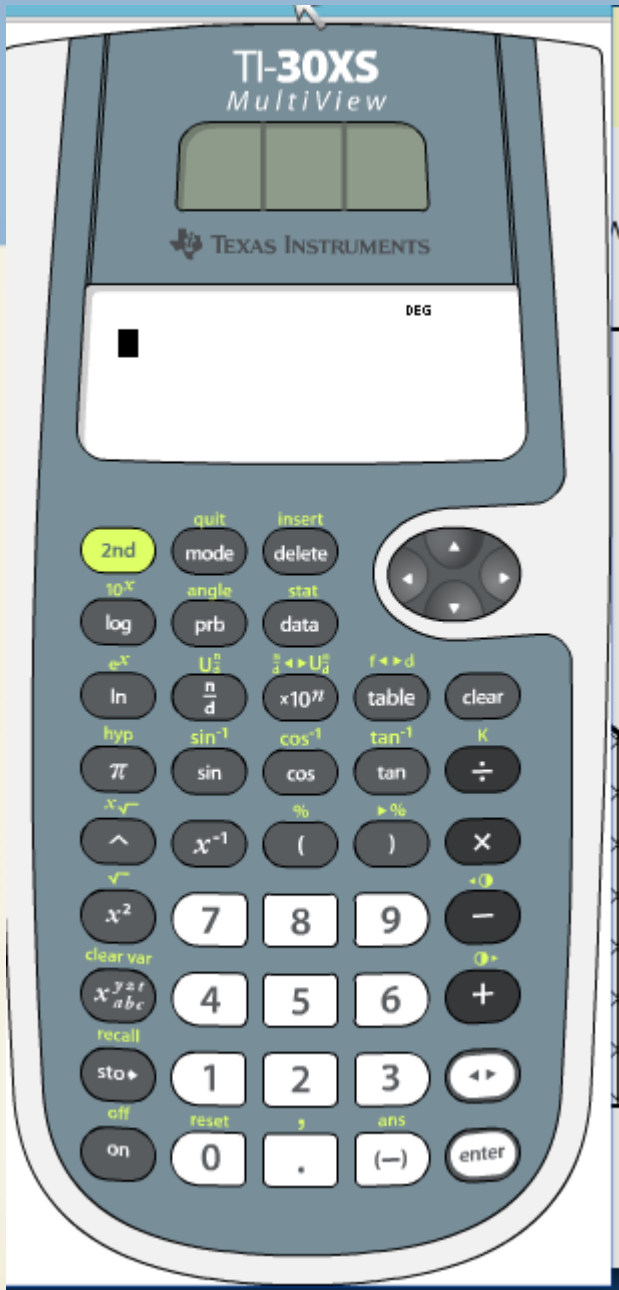 TI-30XS
MultiView
TEXAS INSTRUMENTS
DEG
quit insert
2nd mode delete
10ˣ angle stat
log prb data
eˣ U n/d n/d ◄► U n/d f ◄► d
ln n/d ×10ⁿ table clear
hyp sin⁻¹ cos⁻¹ tan⁻¹ K
π sin cos tan ÷
ˣ√ % ►%
^ x⁻¹ ( ) ×
√ ◄◑
x² 7 8 9 −
clear var ◑►
x yzt abc 4 5 6 +
recall
sto► 1 2 3 ◄►
off reset , ans
on 0 . (−) enter